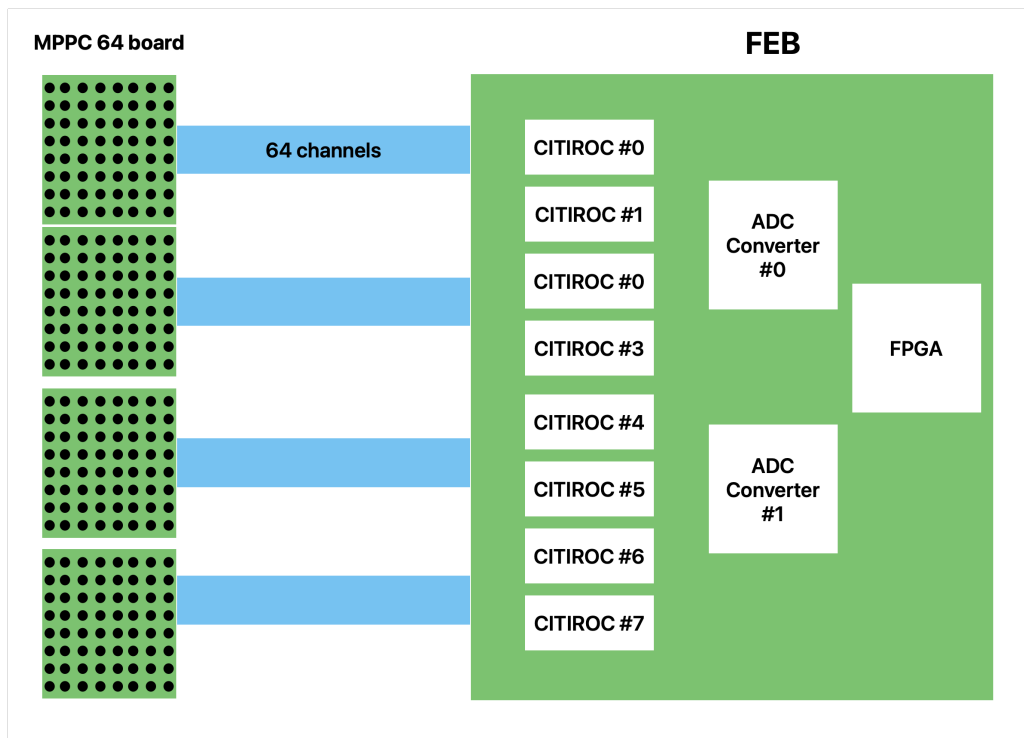 MPPC 64 board
FEB
64 channels
CITIROC #0
CITIROC #1
CITIROC #0
CITIROC #3
CITIROC #4
CITIROC #5
CITIROC #6
CITIROC #7
ADC
Converter
#0
ADC
Converter
#1
FPGA